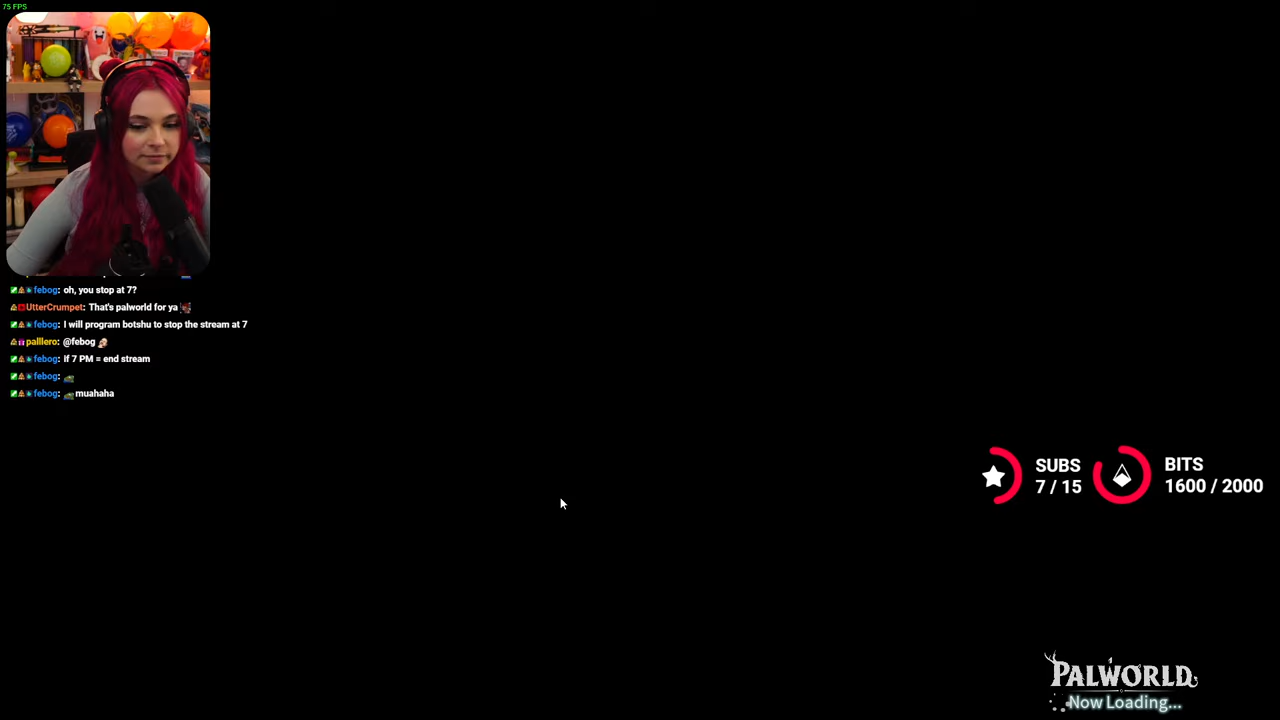 75 FPS
febog: oh, you stop at 7?
UtterCrumpet: That's palworld for ya
febog: I will program botshu to stop the stream at 7
palllero: @febog
febog: if 7 PM = end stream
febog:
febog: muahaha
SUBS
7 / 15
BITS
1600 / 2000
PALWORLD
Now Loading...